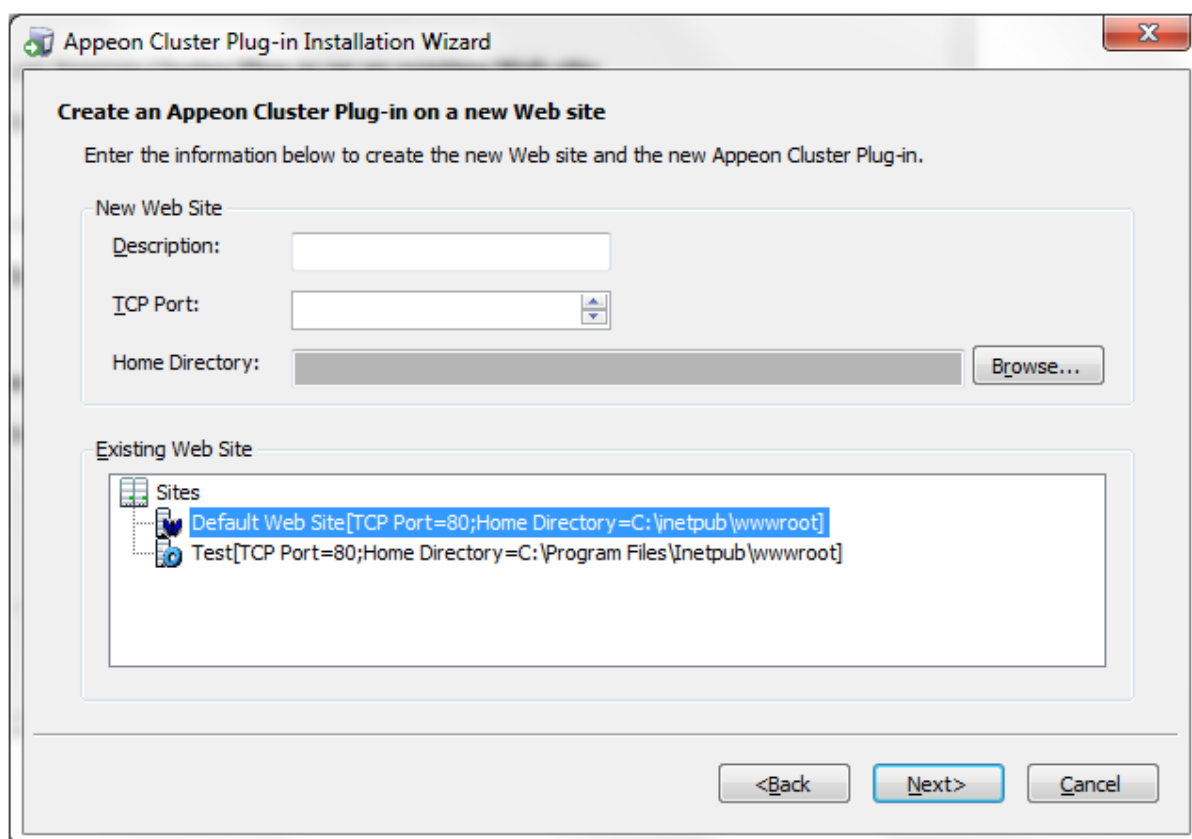 Appeon Cluster Plug-in Installation Wizard
Create an Appeon Cluster Plug-in on a new Web site
Enter the information below to create the new Web site and the new Appeon Cluster Plug-in.
New Web Site
Description:
TCP Port:
Home Directory:
Browse...
Existing Web Site
Sites
Default Web Site[TCP Port=80;Home Directory=C:\inetpub\wwwroot]
Test[TCP Port=80;Home Directory=C:\Program Files\Inetpub\wwwroot]
<Back
Next>
Cancel